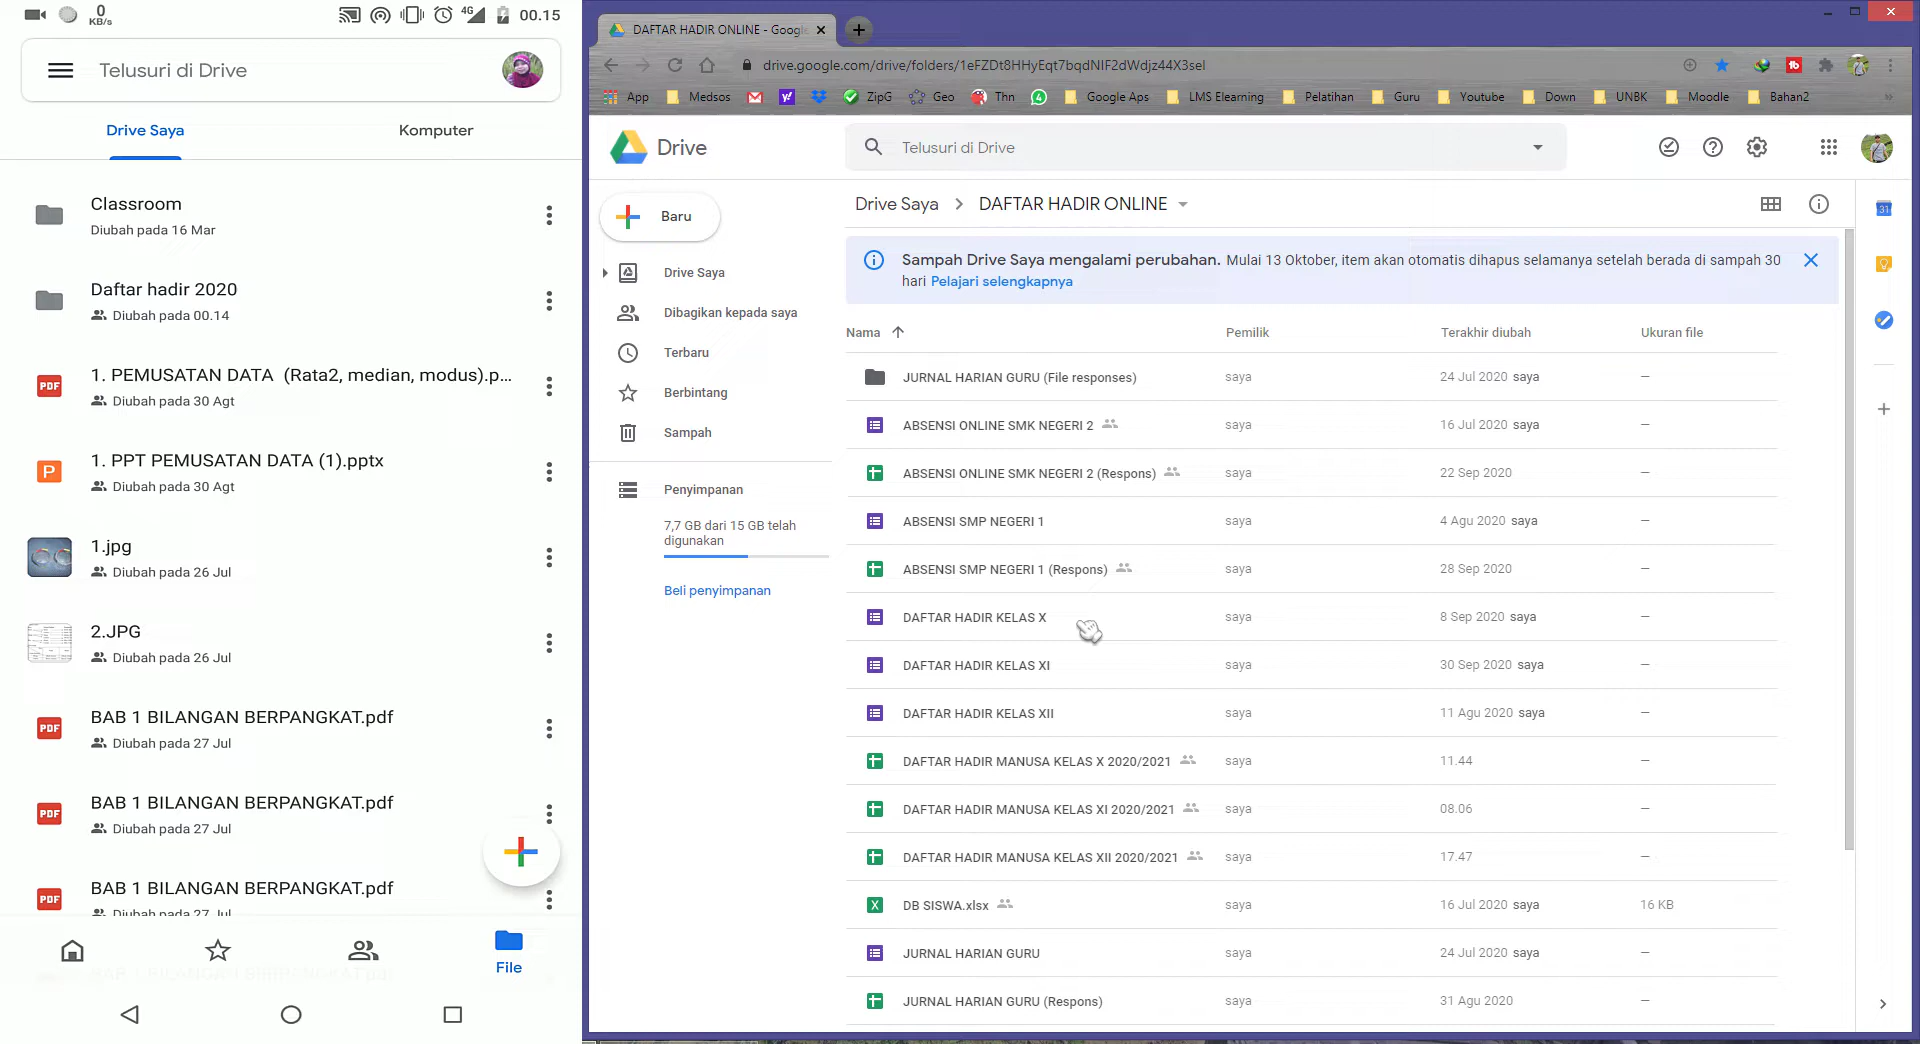 0
KB/s
4G
00.15
Telusuri di Drive
Drive Saya
Komputer
Classroom
Diubah pada 16 Mar
Daftar hadir 2020
Diubah pada 00.14
PDF
1. PEMUSATAN DATA (Rata2, median, modus).p...
Diubah pada 30 Agt
P
1. PPT PEMUSATAN DATA (1).pptx
Diubah pada 30 Agt
1.jpg
Diubah pada 26 Jul
2.JPG
Diubah pada 26 Jul
PDF
BAB 1 BILANGAN BERPANGKAT.pdf
Diubah pada 27 Jul
PDF
BAB 1 BILANGAN BERPANGKAT.pdf
Diubah pada 27 Jul
PDF
BAB 1 BILANGAN BERPANGKAT.pdf
Diubah pada 27 Jul
File
DAFTAR HADIR ONLINE - Googl
drive.google.com/drive/folders/1eFZDt8HHyEqt7bqdNIF2dWdjz44X3sel
App
Medsos
ZipG
Geo
Thn
Google Aps
LMS Elearning
Pelatihan
Guru
Youtube
Down
UNBK
Moodle
Bahan2
Drive
Telusuri di Drive
Baru
Drive Saya
Dibagikan kepada saya
Terbaru
Berbintang
Sampah
Penyimpanan
7,7 GB dari 15 GB telah
digunakan
Beli penyimpanan
Drive Saya > DAFTAR HADIR ONLINE
Sampah Drive Saya mengalami perubahan. Mulai 13 Oktober, item akan otomatis dihapus selamanya setelah berada di sampah 30
hari Pelajari selengkapnya
Nama Pemilik Terakhir diubah Ukuran file
JURNAL HARIAN GURU (File responses) saya 24 Jul 2020 saya —
ABSENSI ONLINE SMK NEGERI 2 saya 16 Jul 2020 saya —
ABSENSI ONLINE SMK NEGERI 2 (Respons) saya 22 Sep 2020 —
ABSENSI SMP NEGERI 1 saya 4 Agu 2020 saya —
ABSENSI SMP NEGERI 1 (Respons) saya 28 Sep 2020 —
DAFTAR HADIR KELAS X saya 8 Sep 2020 saya —
DAFTAR HADIR KELAS XI saya 30 Sep 2020 saya —
DAFTAR HADIR KELAS XII saya 11 Agu 2020 saya —
DAFTAR HADIR MANUSA KELAS X 2020/2021 saya 11.44 —
DAFTAR HADIR MANUSA KELAS XI 2020/2021 saya 08.06 —
DAFTAR HADIR MANUSA KELAS XII 2020/2021 saya 17.47 —
DB SISWA.xlsx saya 16 Jul 2020 saya 16 KB
JURNAL HARIAN GURU saya 24 Jul 2020 saya —
JURNAL HARIAN GURU (Respons) saya 31 Agu 2020 —
31